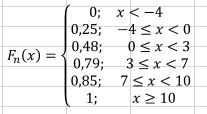 0; x < −4
0,25; −4 ≤ x < 0
0,48; 0 ≤ x < 3
Fₙ(x) =
0,79; 3 ≤ x < 7
0,85; 7 ≤ x < 10
1; x ≥ 10